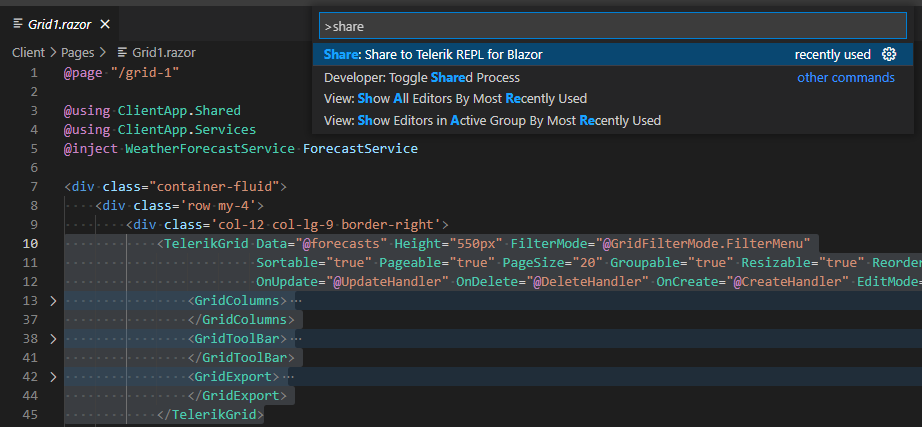 Grid1.razor
>share
Share: Share to Telerik REPL for Blazor recently used
Developer: Toggle Shared Process other commands
View: Show All Editors By Most Recently Used
View: Show Editors in Active Group By Most Recently Used
Client > Pages > Grid1.razor
1 @page "/grid-1"
2
3 @using ClientApp.Shared
4 @using ClientApp.Services
5 @inject WeatherForecastService ForecastService
6
7 <div class="container-fluid">
8 <div class='row my-4'>
9 <div class='col-12 col-lg-9 border-right'>
10 <TelerikGrid Data="@forecasts" Height="550px" FilterMode="@GridFilterMode.FilterMenu"
11 Sortable="true" Pageable="true" PageSize="20" Groupable="true" Resizable="true" Reorder
12 OnUpdate="@UpdateHandler" OnDelete="@DeleteHandler" OnCreate="@CreateHandler" EditMode=
13 <GridColumns>…
37 </GridColumns>
38 <GridToolBar>…
41 </GridToolBar>
42 <GridExport>…
44 </GridExport>
45 </TelerikGrid>